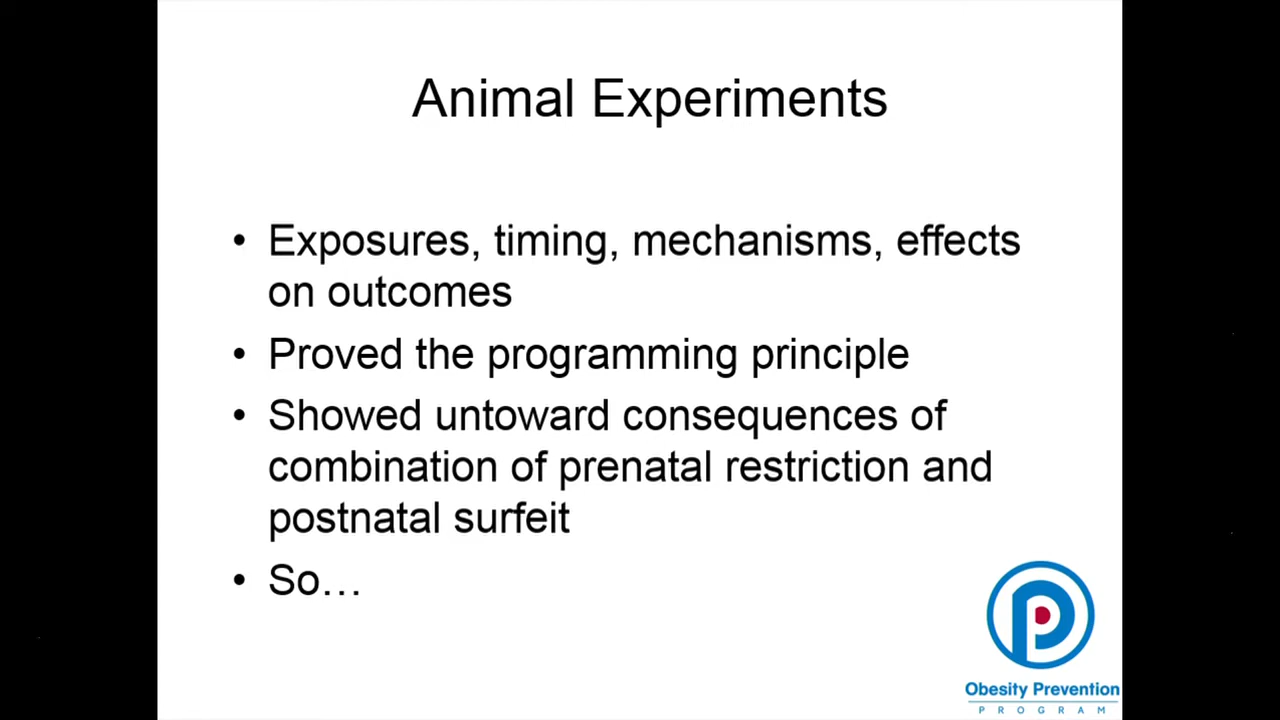 Animal Experiments
• Exposures, timing, mechanisms, effects
on outcomes
• Proved the programming principle
• Showed untoward consequences of
combination of prenatal restriction and
postnatal surfeit
• So…
Obesity Prevention
PROGRAM